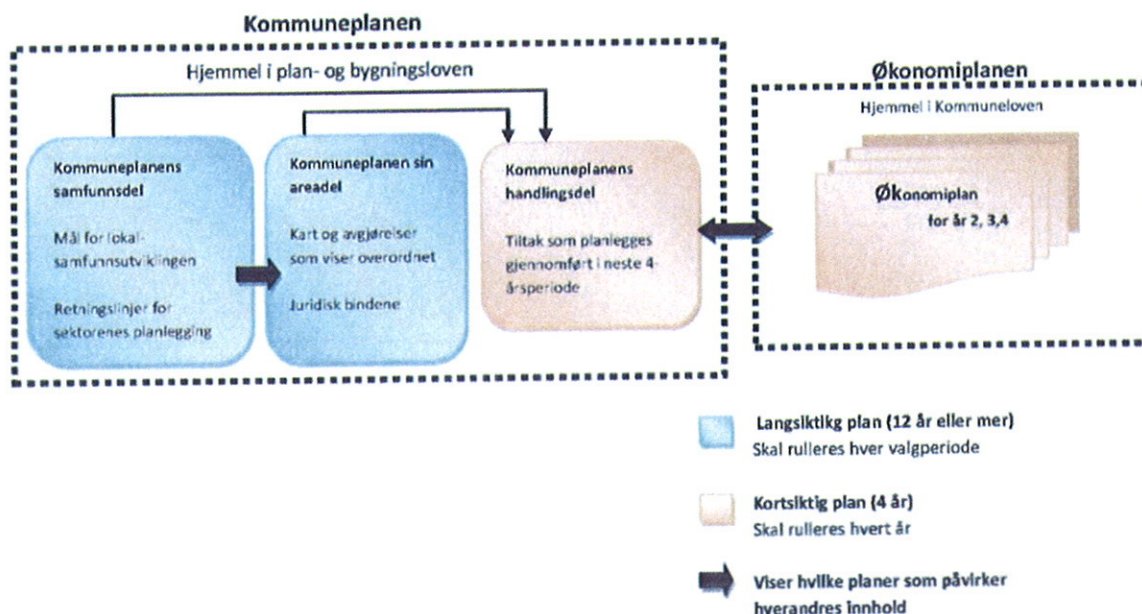 Kommuneplanen
Hjemmel i plan- og bygningsloven
Kommuneplanens
samfunnsdel
Mål for lokal-
samfunnsutviklingen
Retningslinjer for
sektorenes planlegging
Kommuneplanen sin
areadel
Kart og avgjørelser
som viser overordnet
Juridisk bindene
Kommuneplanens
handlingsdel
Tiltak som planlegges
gjennomført i neste 4-
årsperiode
Økonomiplanen
Hjemmel i Kommuneloven
Økonomiplan
for år 2, 3,4
Langsiktikg plan (12 år eller mer)
Skal rulleres hver valgperiode
Kortsiktig plan (4 år)
Skal rulleres hvert år
Viser hvilke planer som påvirker
hverandres innhold